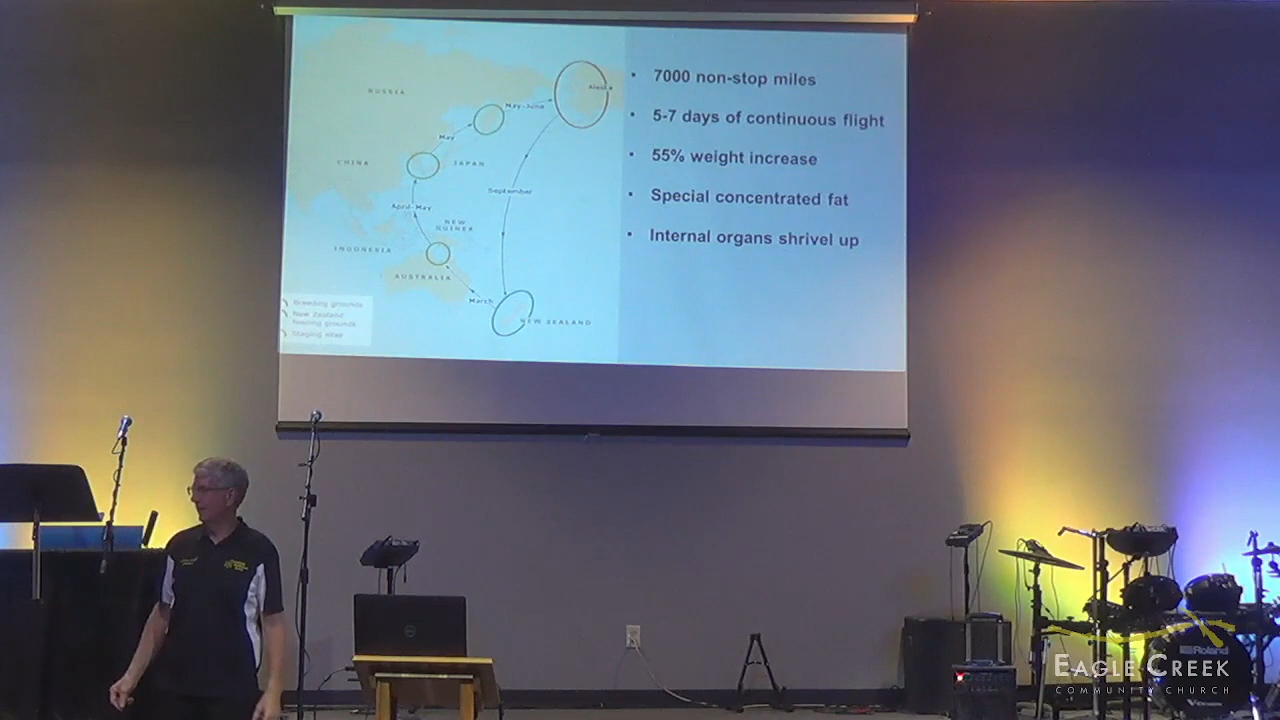 RUSSIA
Alaska
May-June
May
CHINA
JAPAN
September
April-May
NEW
GUINEA
INDONESIA
AUSTRALIA
March
NEW ZEALAND
Breeding grounds
New Zealand
feeding grounds
Staging sites
• 7000 non-stop miles
• 5-7 days of continuous flight
• 55% weight increase
• Special concentrated fat
• Internal organs shrivel up
DELL
Roland
V-Drums
EAGLE CREEK
COMMUNITY CHURCH